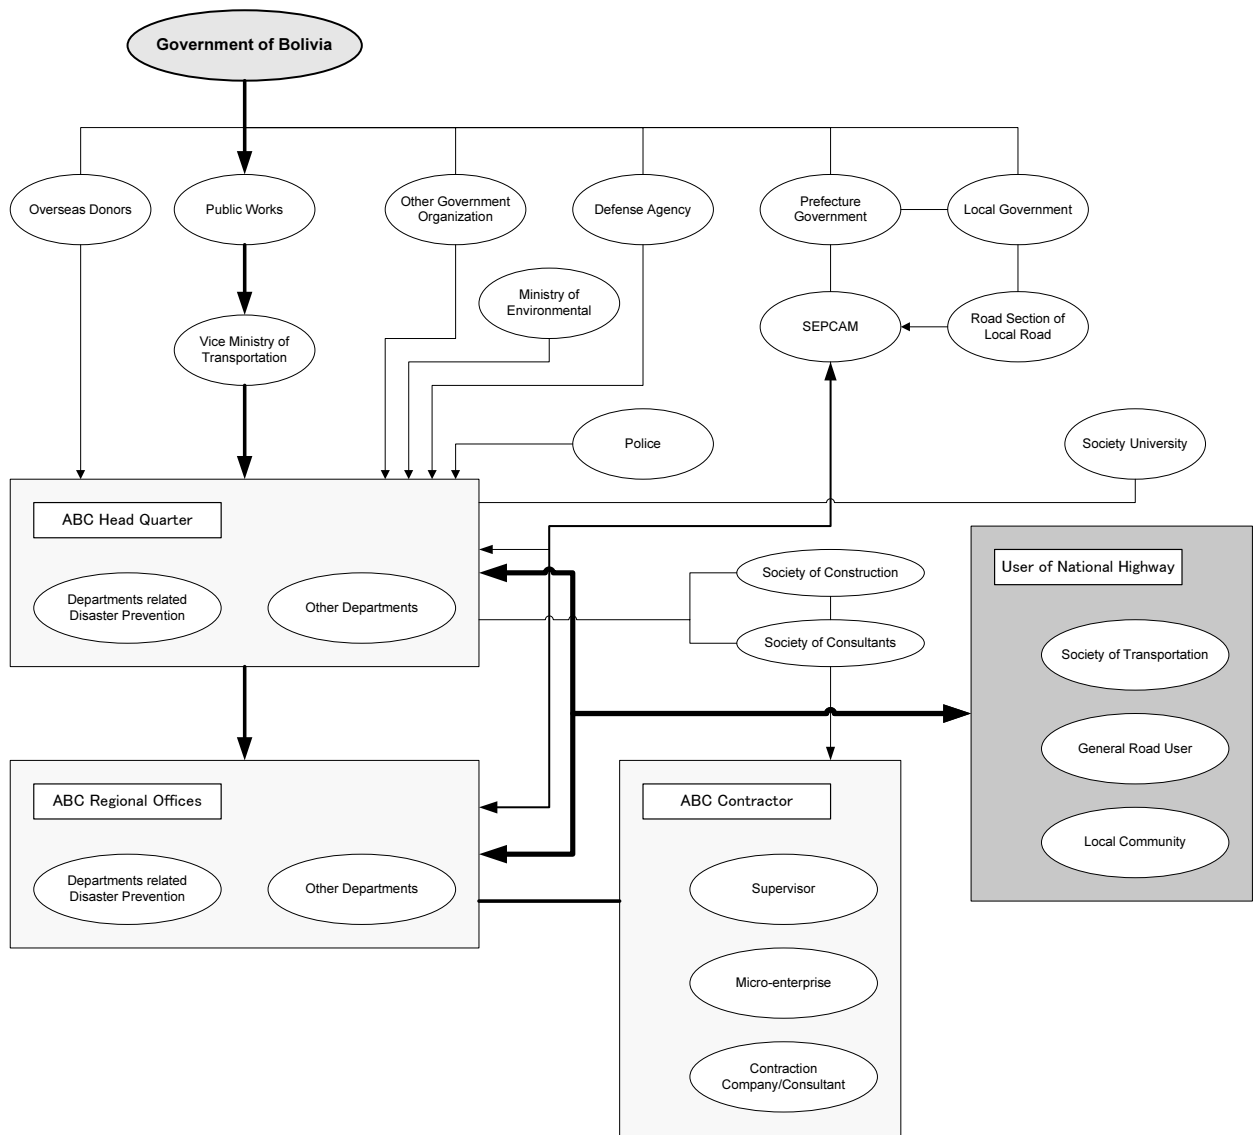 Government of Bolivia
Overseas Donors
Public Works
Other Government
Organization
Defense Agency
Prefecture
Government
Local Government
Ministry of
Environmental
SEPCAM
Road Section of
Local Road
Vice Ministry of
Transportation
Police
Society University
ABC Head Quarter
Departments related
Disaster Prevention
Other Departments
Society of Construction
Society of Consultants
User of National Highway
Society of Transportation
General Road User
Local Community
ABC Regional Offices
Departments related
Disaster Prevention
Other Departments
ABC Contractor
Supervisor
Micro-enterprise
Contraction
Company/Consultant